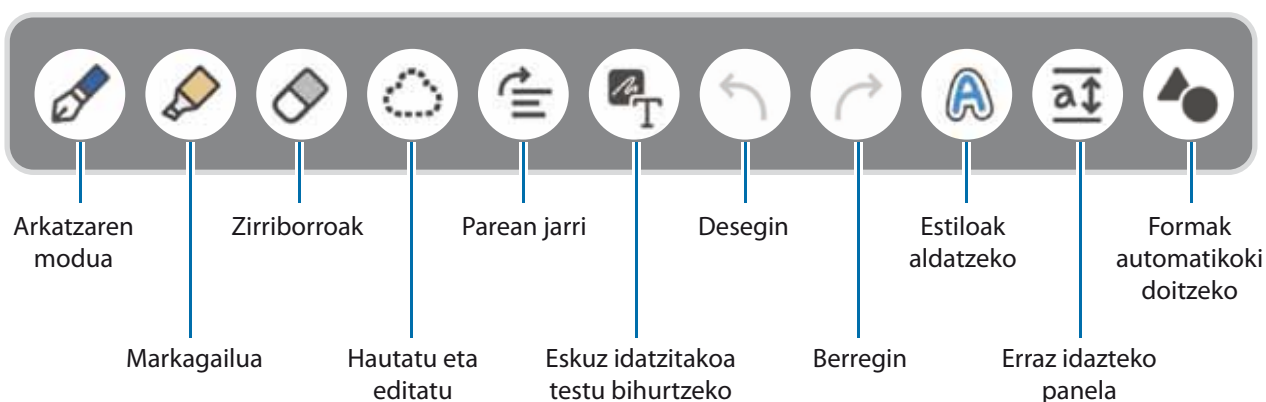 Arkatzaren
modua
Zirriborroak
Parean jarri
Desegin
Estiloak
aldatzeko
Formak
automatikoki
doitzeko
Markagailua
Hautatu eta
editatu
Eskuz idatzitakoa
testu bihurtzeko
Berregin
Erraz idazteko
panela